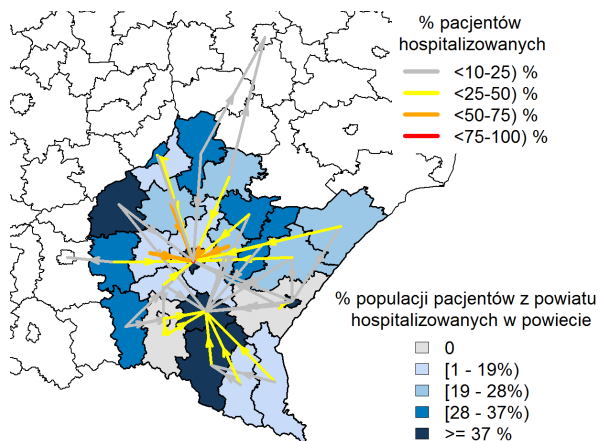 % pacjentów
hospitalizowanych
<10-25) %
<25-50) %
<50-75) %
<75-100) %
% populacji pacjentów z powiatu
hospitalizowanych w powiecie
0
[1 - 19%)
[19 - 28%)
[28 - 37%)
>= 37 %